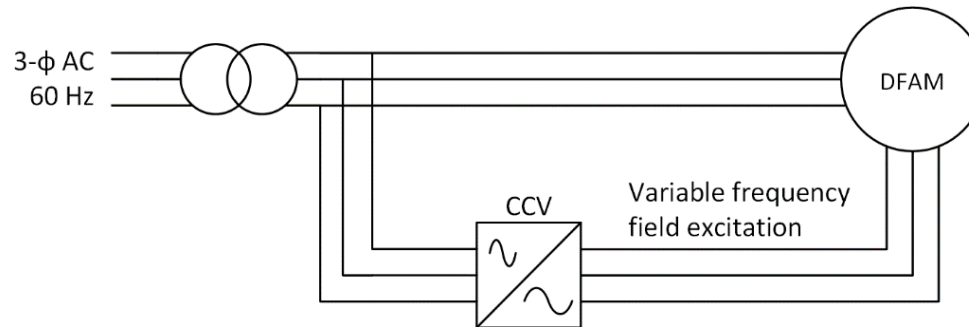 3-ϕ AC
60 Hz
DFAM
Variable frequency
field excitation
CCV